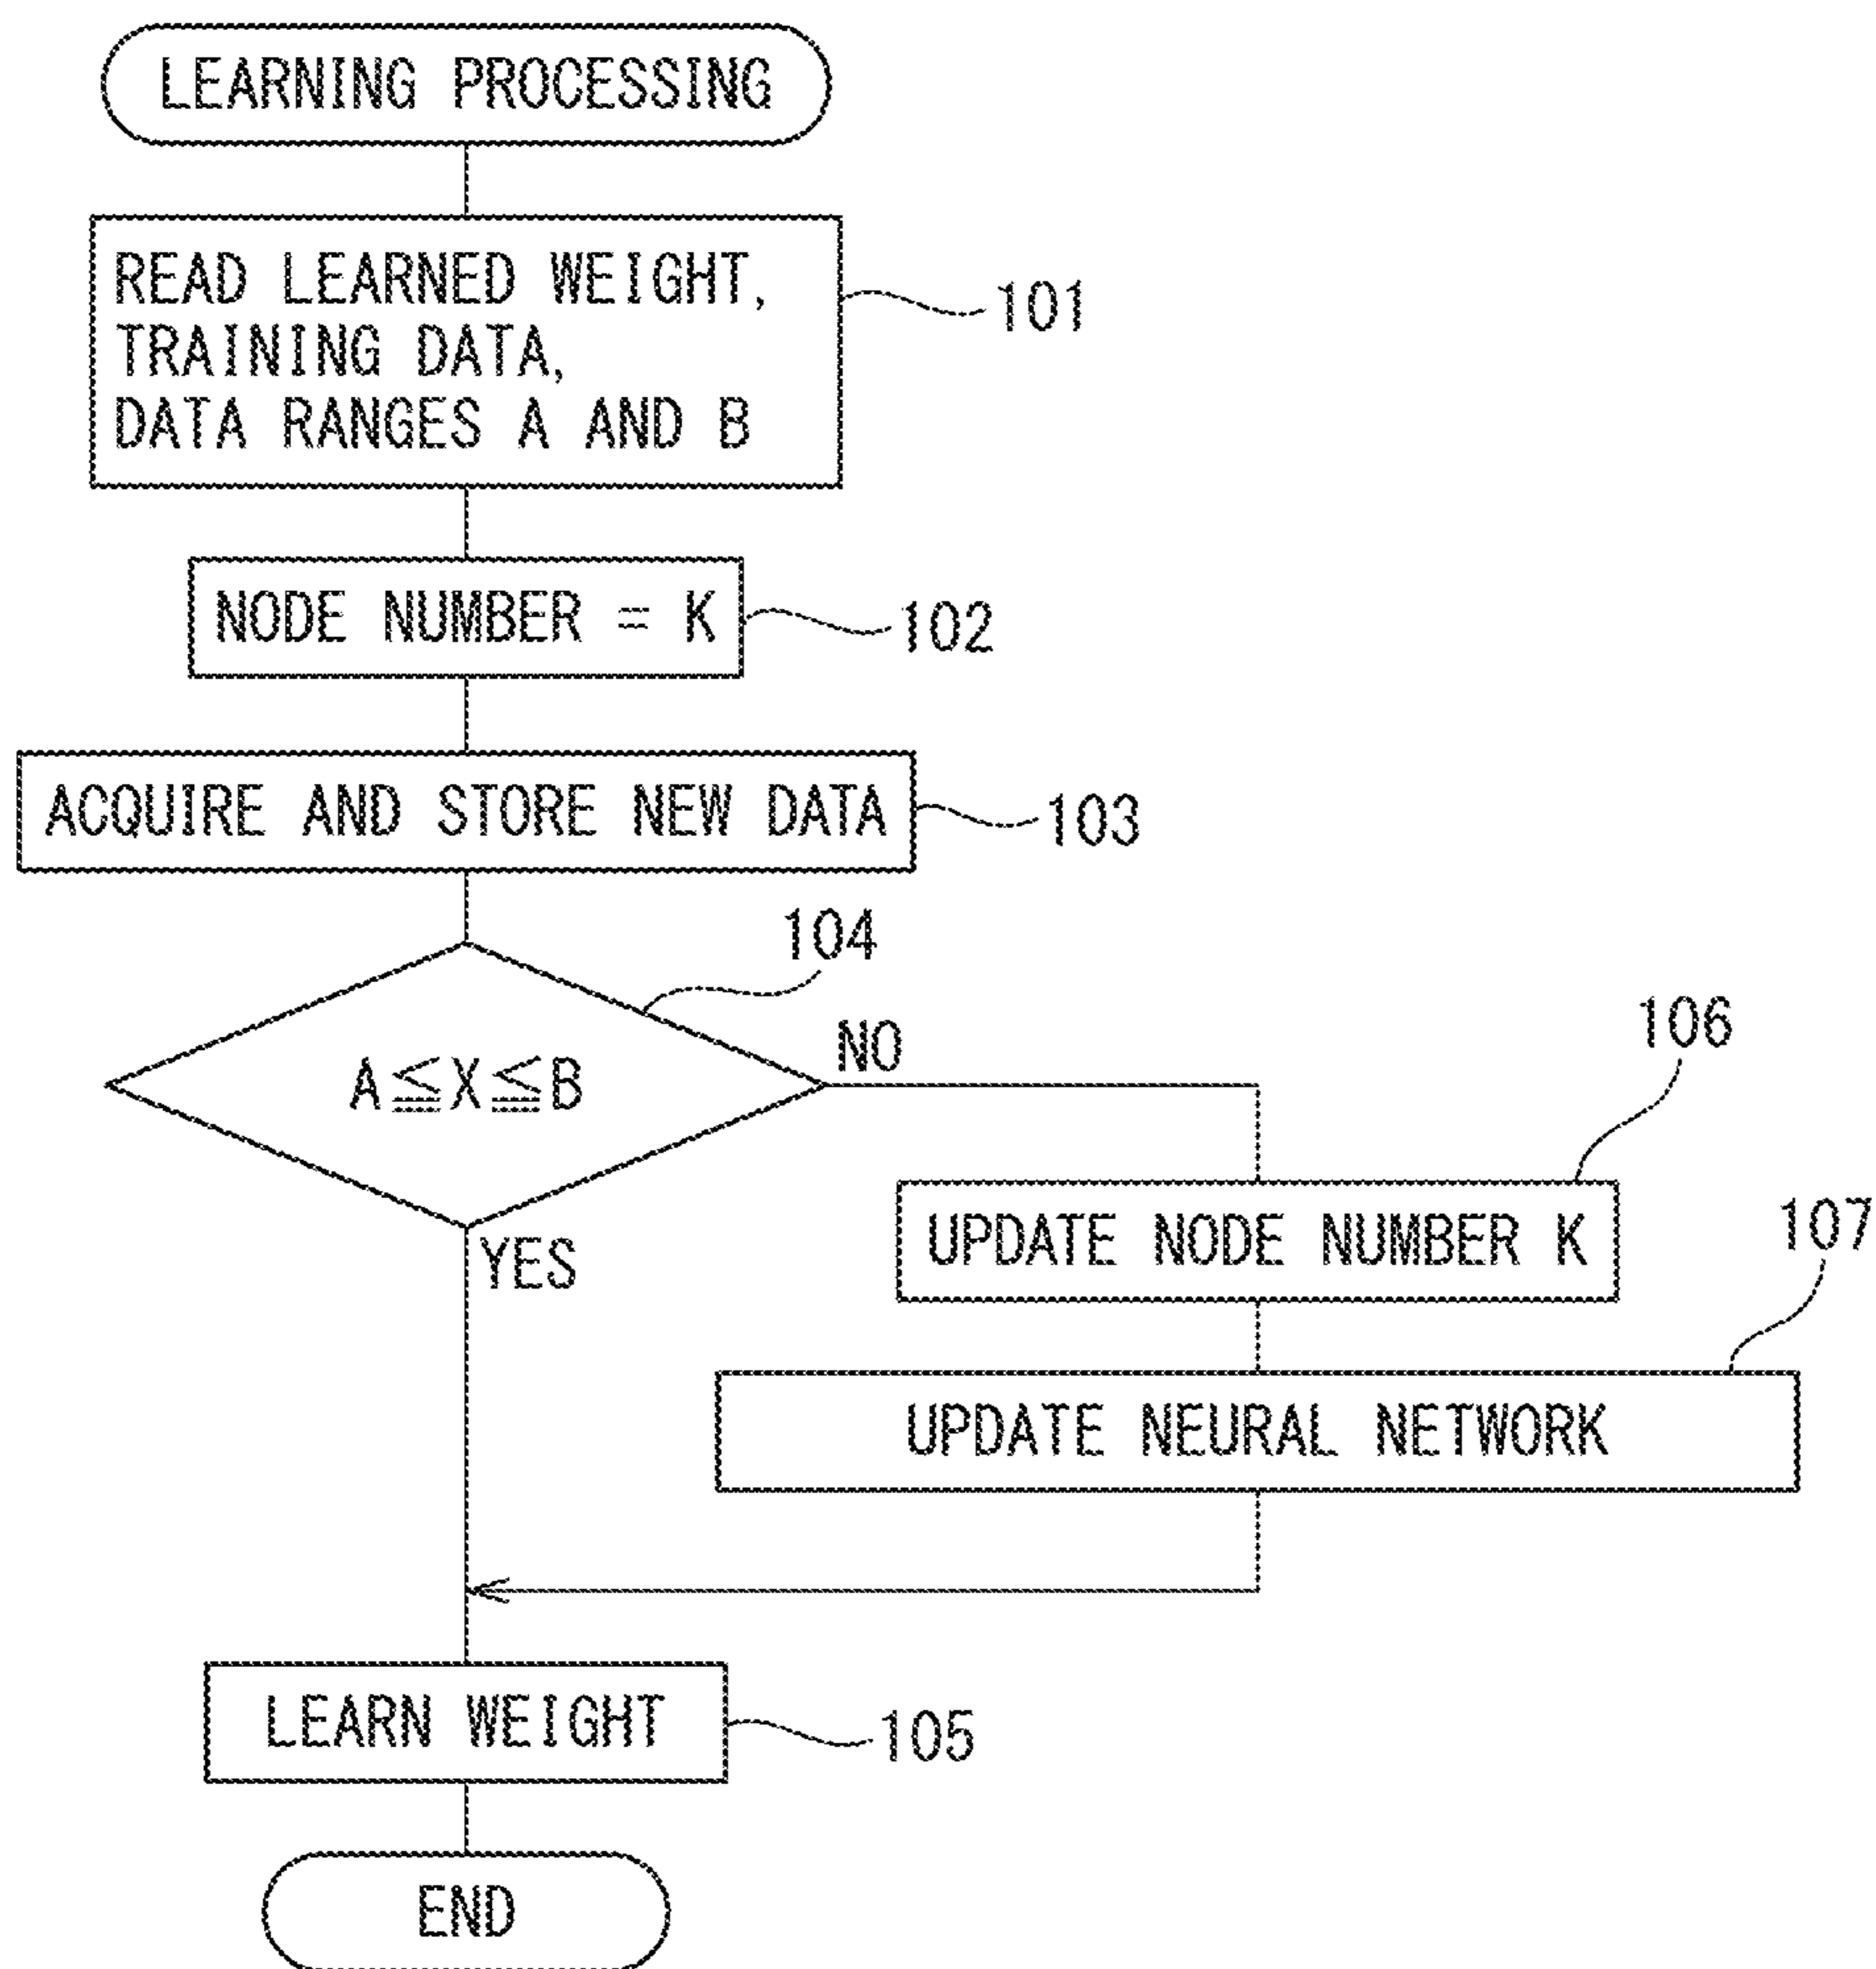 LEARNING PROCESSING
READ LEARNED WEIGHT,
TRAINING DATA,
DATA RANGES A AND B
101
NODE NUMBER = K
102
ACQUIRE AND STORE NEW DATA
103
104
A≦X≦B
NO
YES
106
UPDATE NODE NUMBER K
107
UPDATE NEURAL NETWORK
LEARN WEIGHT
105
END